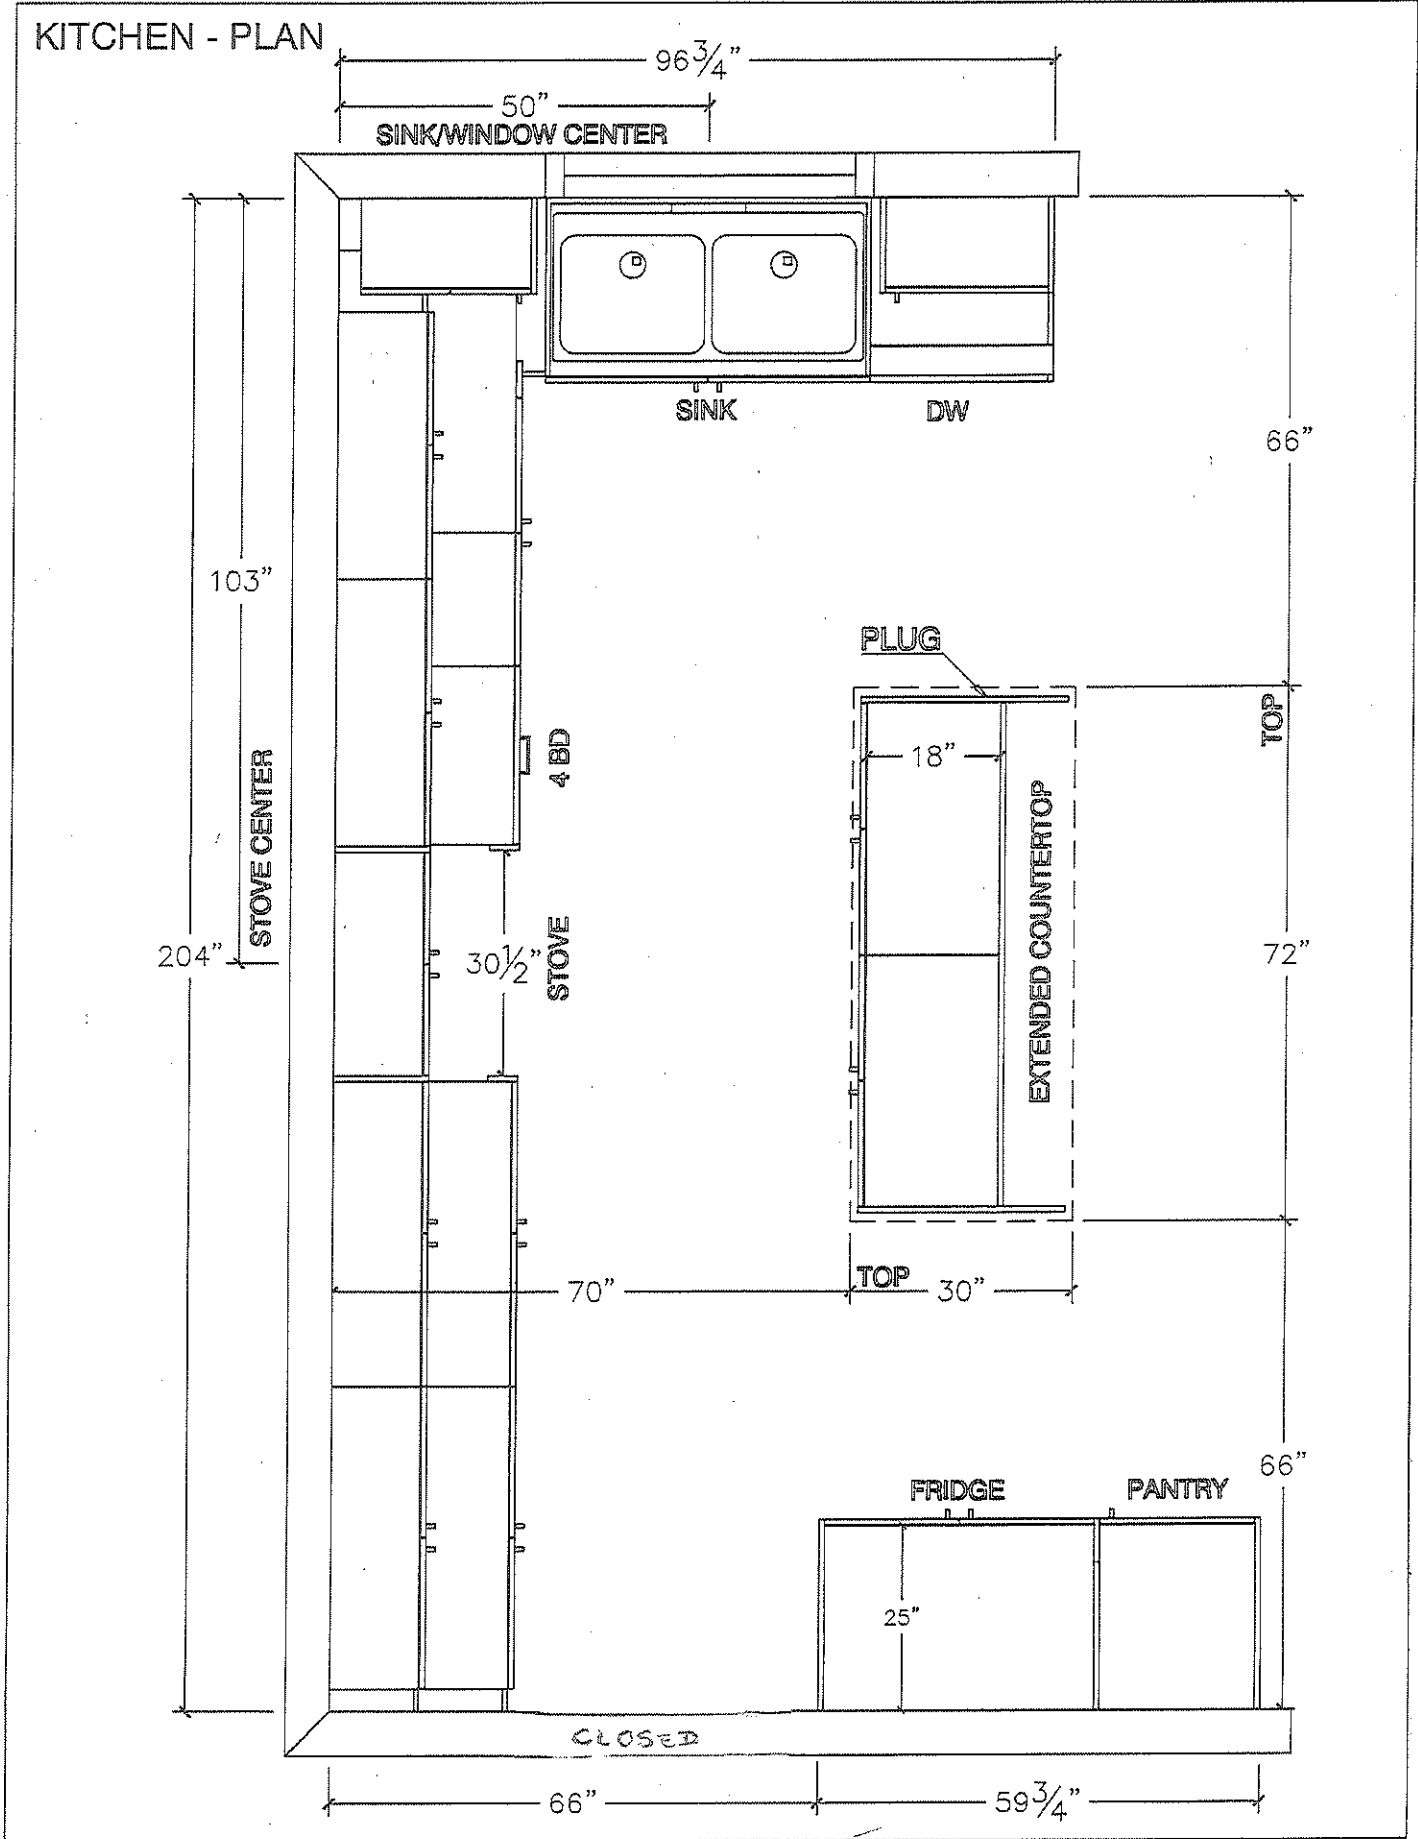 KITCHEN - PLAN
96 3/4"
50"
SINK/WINDOW CENTER
SINK
DW
66"
103"
PLUG
TOP
18"
4 BD
STOVE CENTER
EXTENDED COUNTERTOP
204"
30 1/2"
STOVE
72"
70"
TOP
30"
66"
FRIDGE
PANTRY
25"
CLOSED
66"
59 3/4"